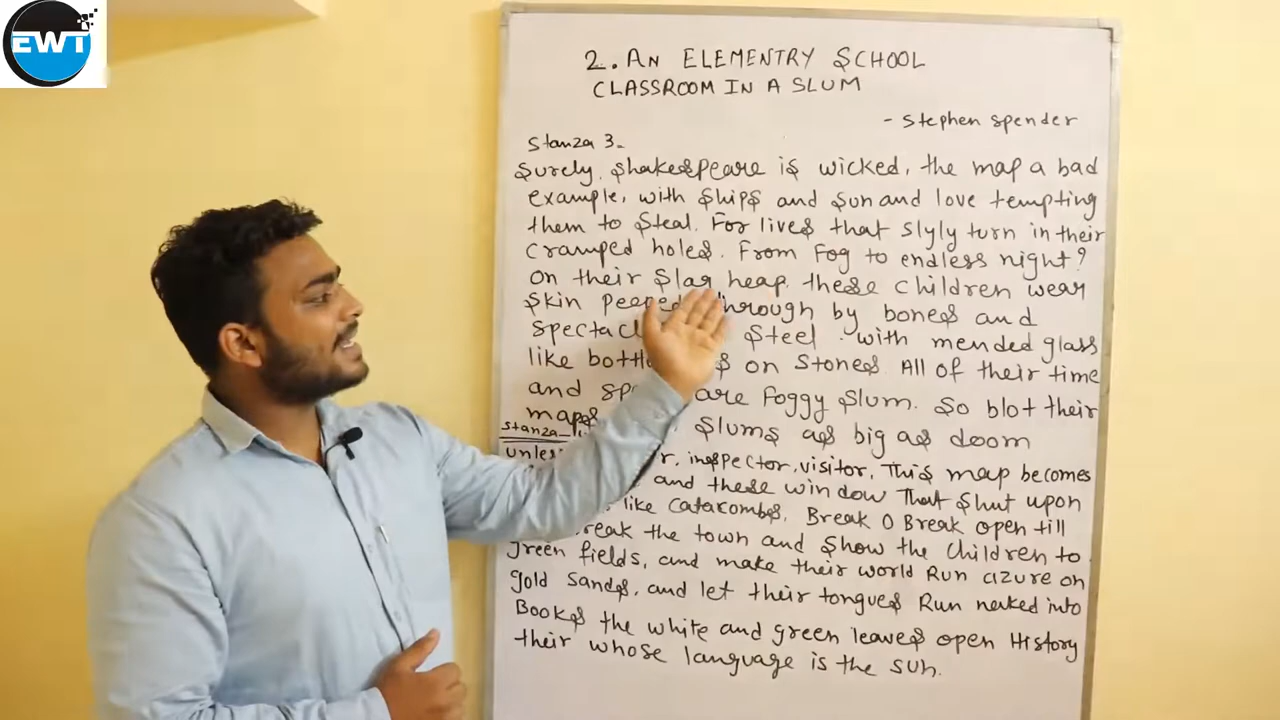 EWT
2. AN ELEMENTRY SCHOOL
CLASSROOM IN A SLUM
- Stephen Spender
Stanza 3-
Surely, Shakespeare is wicked, the map a bad
example, with Ships and Sun and love tempting
them to Steal. For lives that slyly turn in their
Cramped holes. From Fog to endless night?
on their Slag heap. these children wear
Skin peeped through by bones and
Steel. with mended glass
like on Stones. All of their time
and are Foggy Slum. So blot their
maps Slums as big as doom
Stanza
inspector, visitor, This map becomes
and these window That Shut upon
like Catacombs, Break O Break open till
the town and Show the Children to
green fields, and make their world Run azure on
gold Sands, and let their tongues Run naked into
Books the white and green leaves open History
their whose language is the sun.